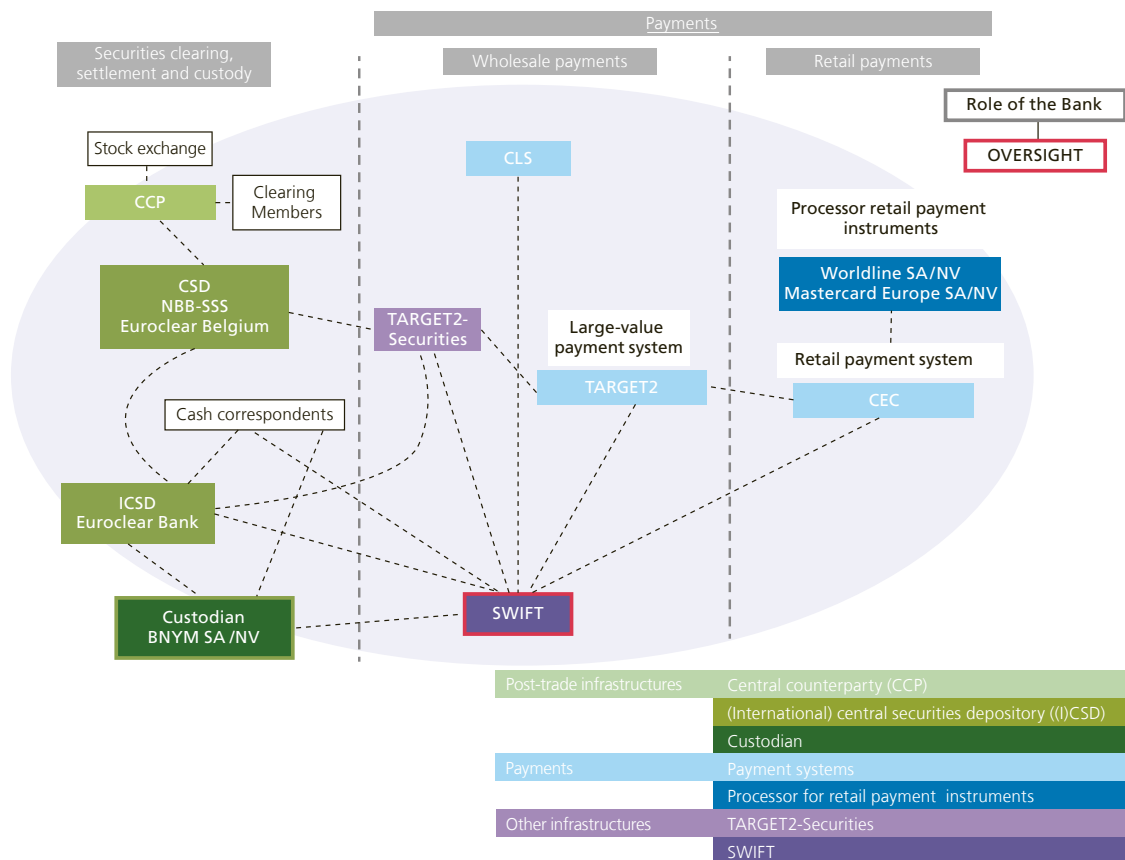 Payments
Securities clearing,
settlement and custody
Wholesale payments
Retail payments
Role of the Bank
OVERSIGHT
Stock exchange
CCP
Clearing
Members
CLS
Processor retail payment
instruments
Worldline SA/NV
Mastercard Europe SA/NV
CSD
NBB-SSS
Euroclear Belgium
TARGET2-
Securities
Large-value
payment system
TARGET2
Retail payment system
CEC
Cash correspondents
ICSD
Euroclear Bank
Custodian
BNYM SA/NV
SWIFT
Post-trade infrastructures
Central counterparty (CCP)
(International) central securities depository ((I)CSD)
Custodian
Payments
Payment systems
Processor for retail payment instruments
Other infrastructures
TARGET2-Securities
SWIFT